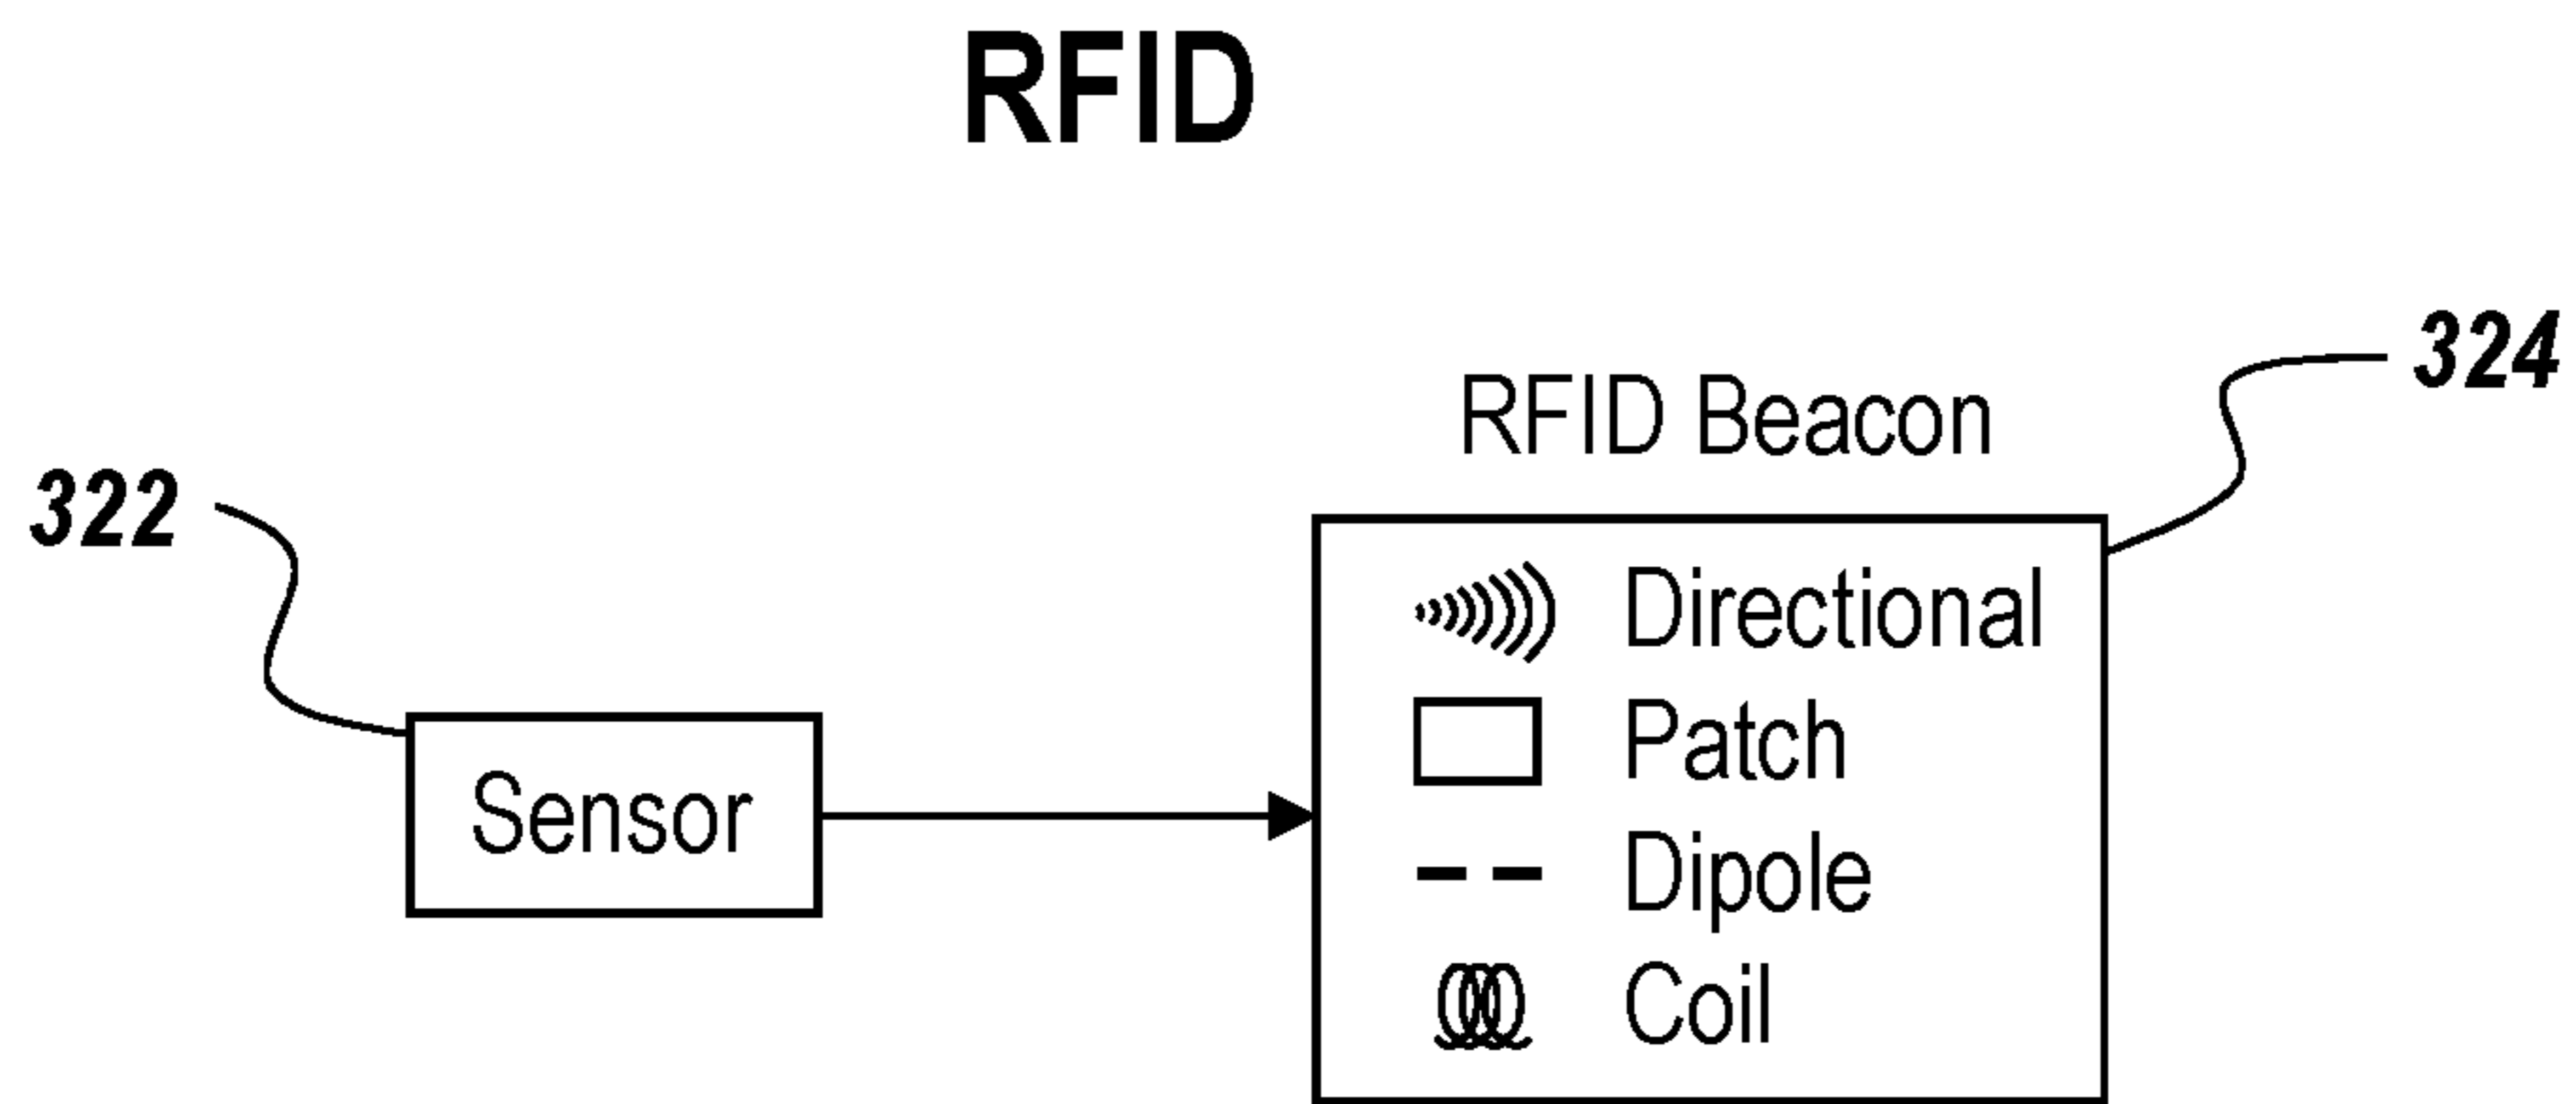 RFID
324
RFID Beacon
322
Directional
Patch
Sensor
Dipole
Coil